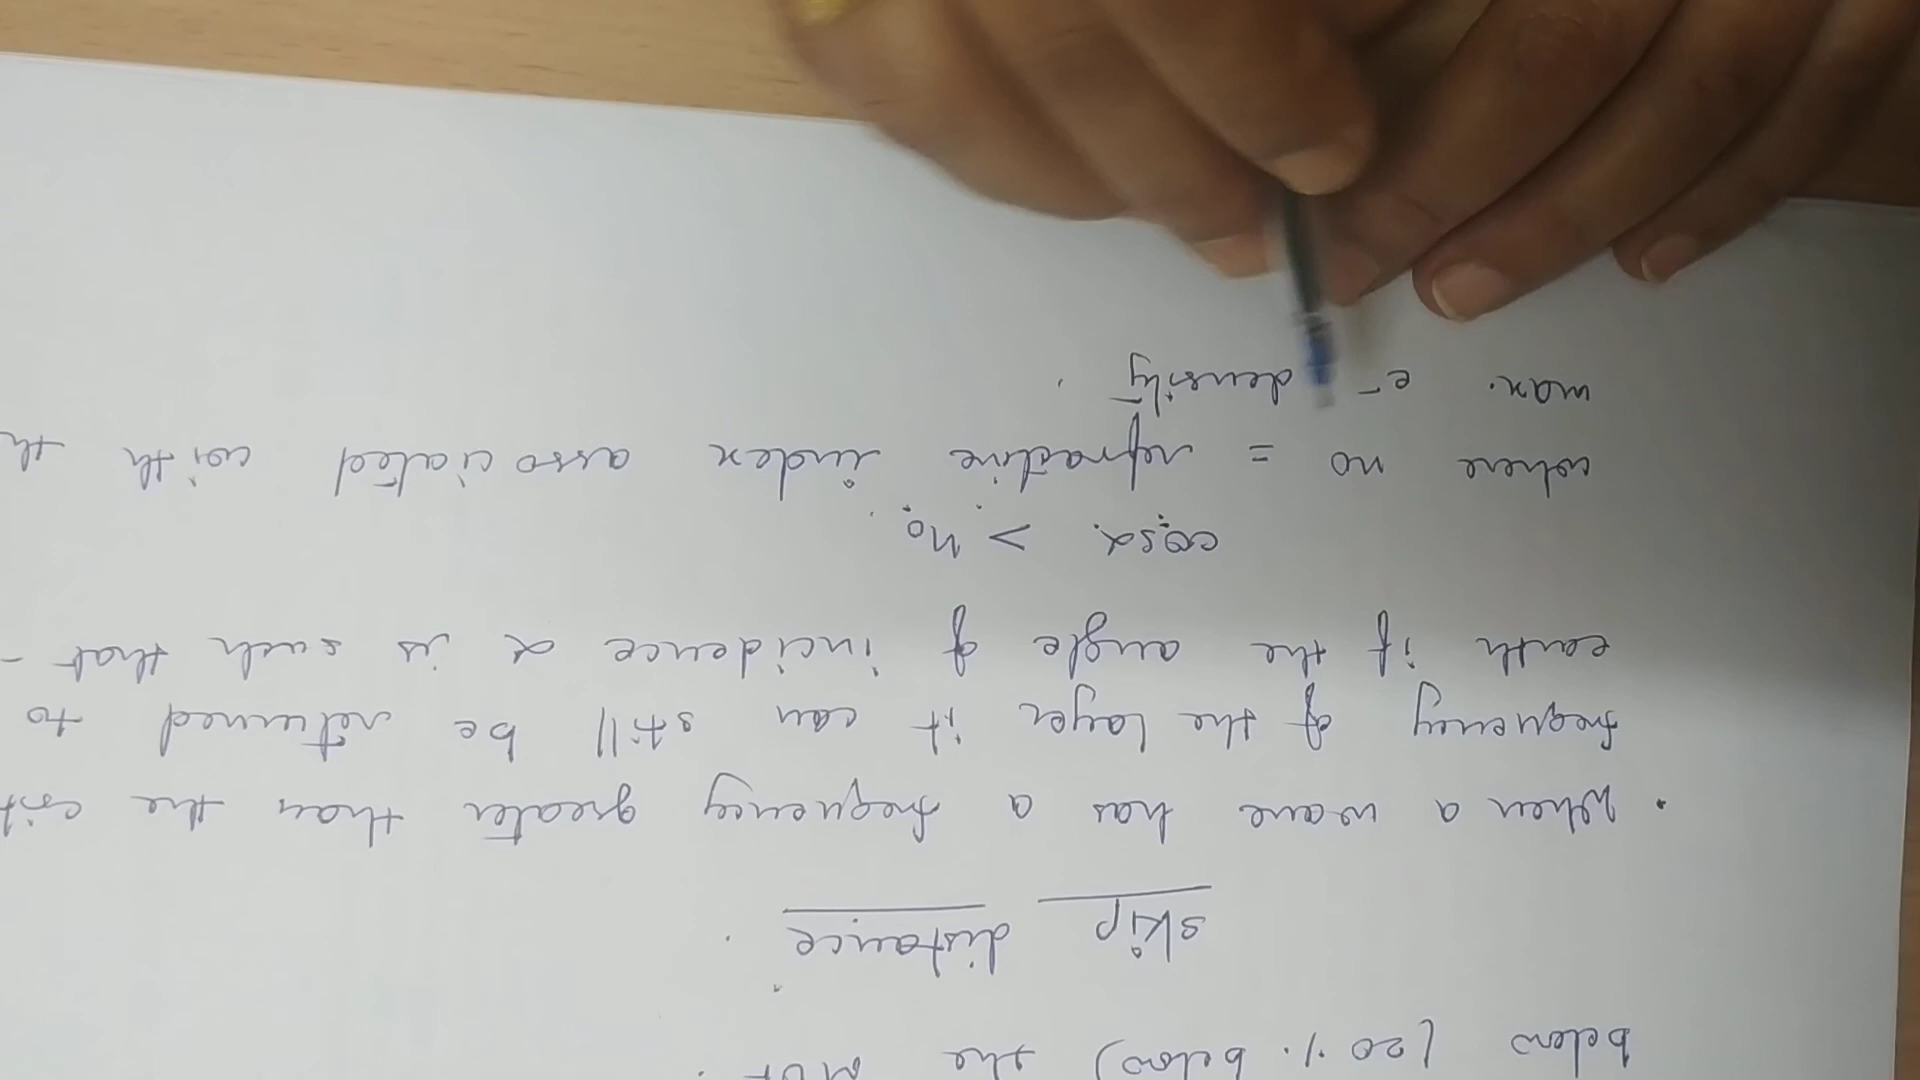 below (20 %. below) the MUF.
skip distance.
. When a wave has a frequency greater than the crit
frequency of the layer it can still be returned to
earth if the angle of incidence α is such that -
cosα > no.
where no = refractive index associated with th
max. e⁻ density.